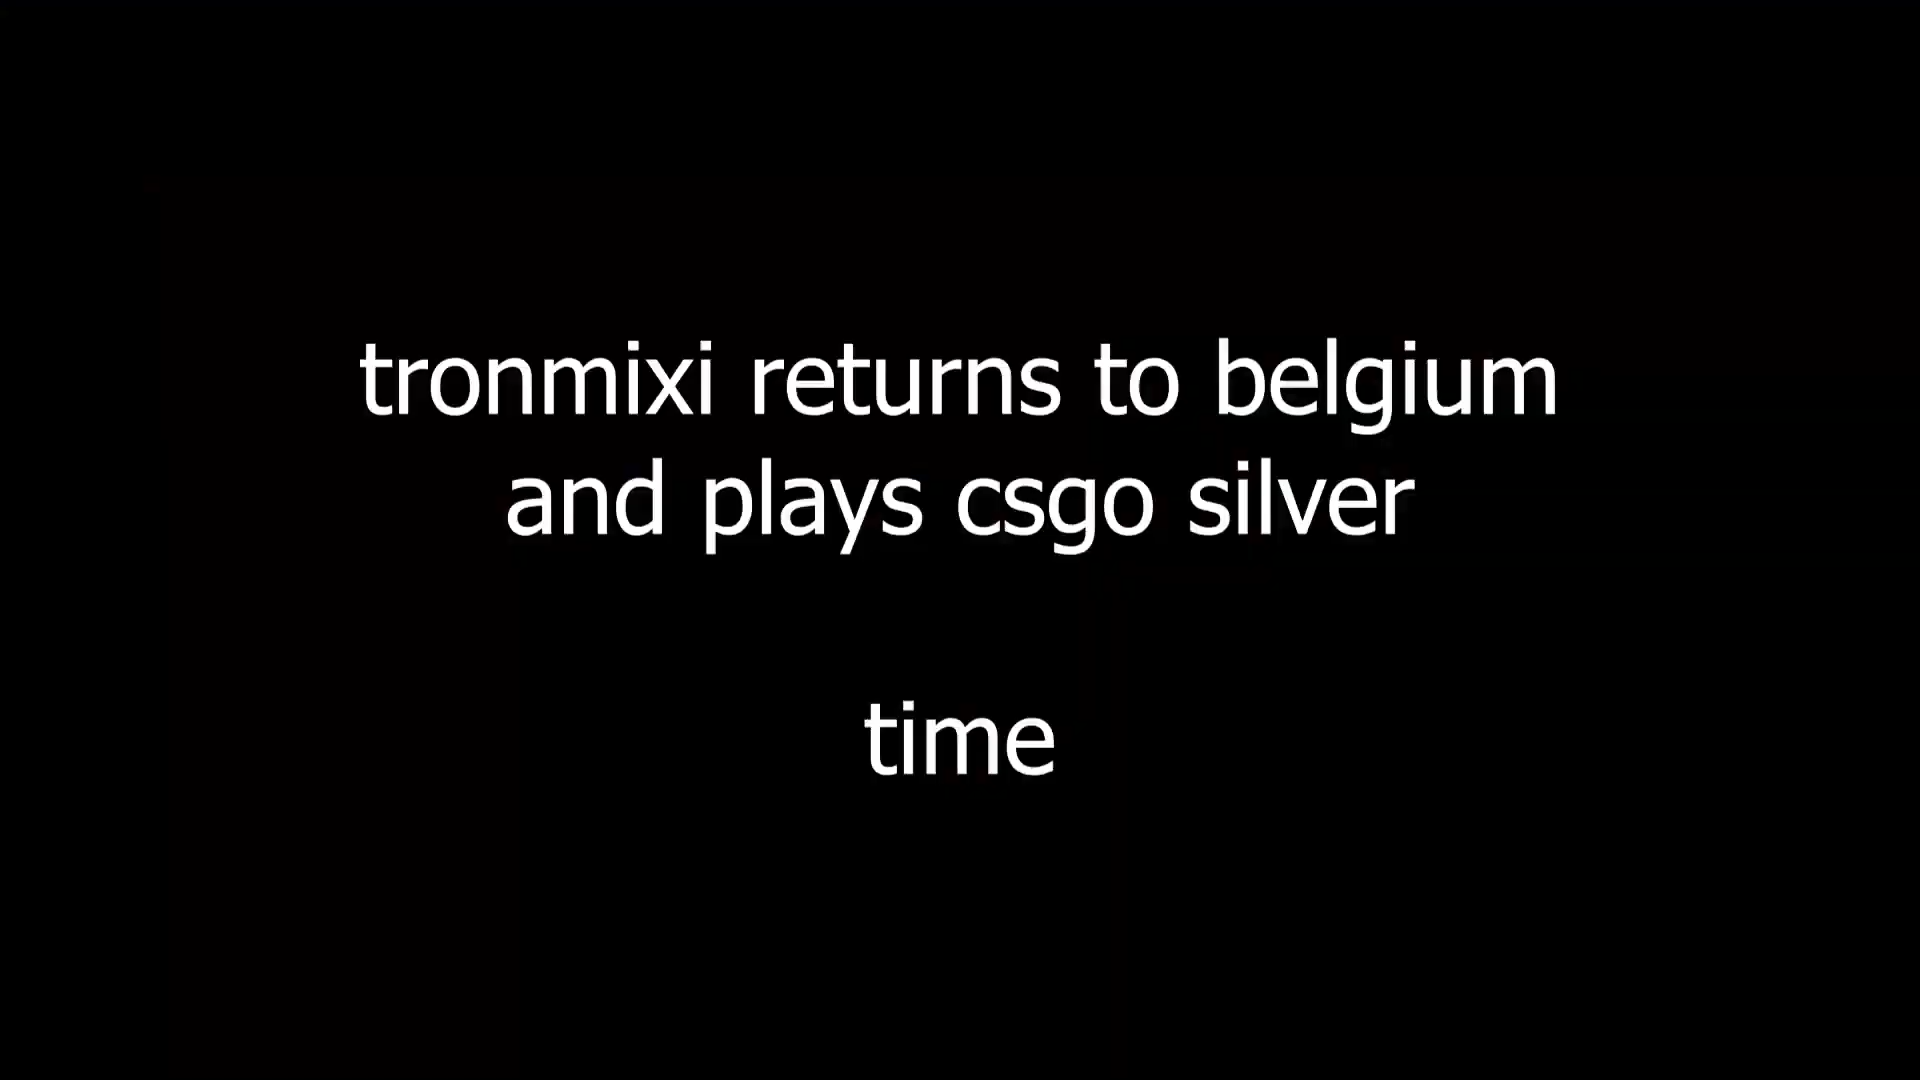 tronmixi returns to belgium
and plays csgo silver
time